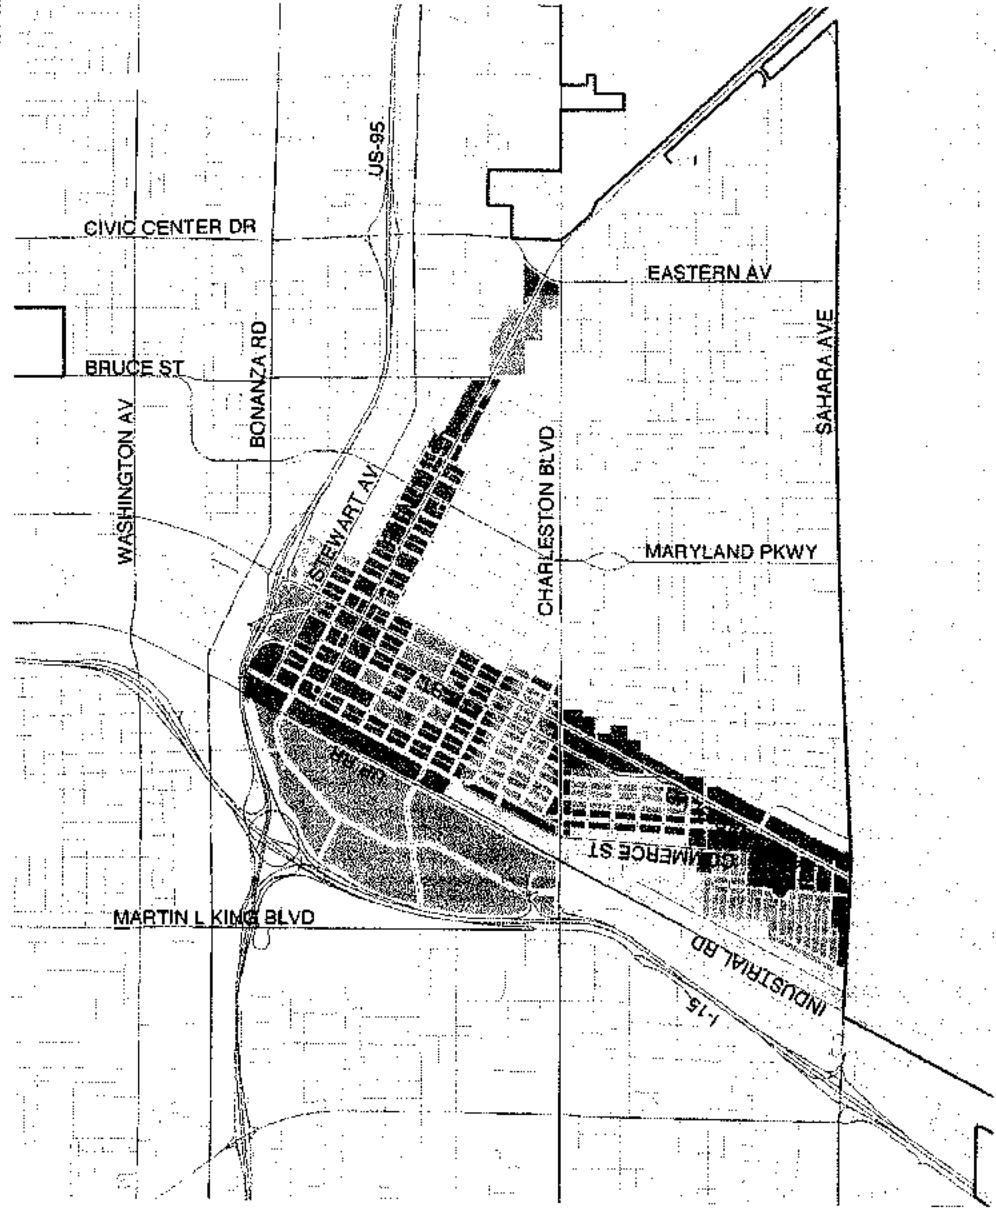 US-95
CIVIC CENTER DR
EASTERN AV
BONANZA RD
SAHARA AVE
BRUCE ST
WASHINGTON AV
CHARLESTON BLVD
STEWART AV
MARYLAND PKWY
COMMERCE ST
MARTIN L KING BLVD
INDUSTRIAL RD
I-15